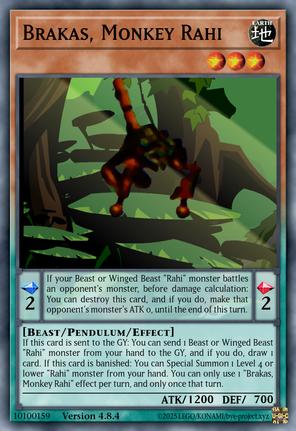 Brakas, Monkey Rahi
EARTH
地
If your Beast or Winged Beast "Rahi" monster battles
an opponent's monster, before damage calculation:
You can destroy this card, and if you do, make that
opponent's monster's ATK 0, until the end of this turn.
2
2
[Beast/Pendulum/Effect]
If this card is sent to the GY: You can send 1 Beast or Winged Beast
"Rahi" monster from your hand to the GY, and if you do, draw 1
card. If this card is banished: You can Special Summon 1 Level 4 or
lower "Rahi" monster from your hand. You can only use 1 "Brakas,
Monkey Rahi" effect per turn, and only once that turn.
ATK/1200 DEF/ 700
10100159 Version 4.8.4 ©2025 LEGO/KONAMI/bye-project.xyz